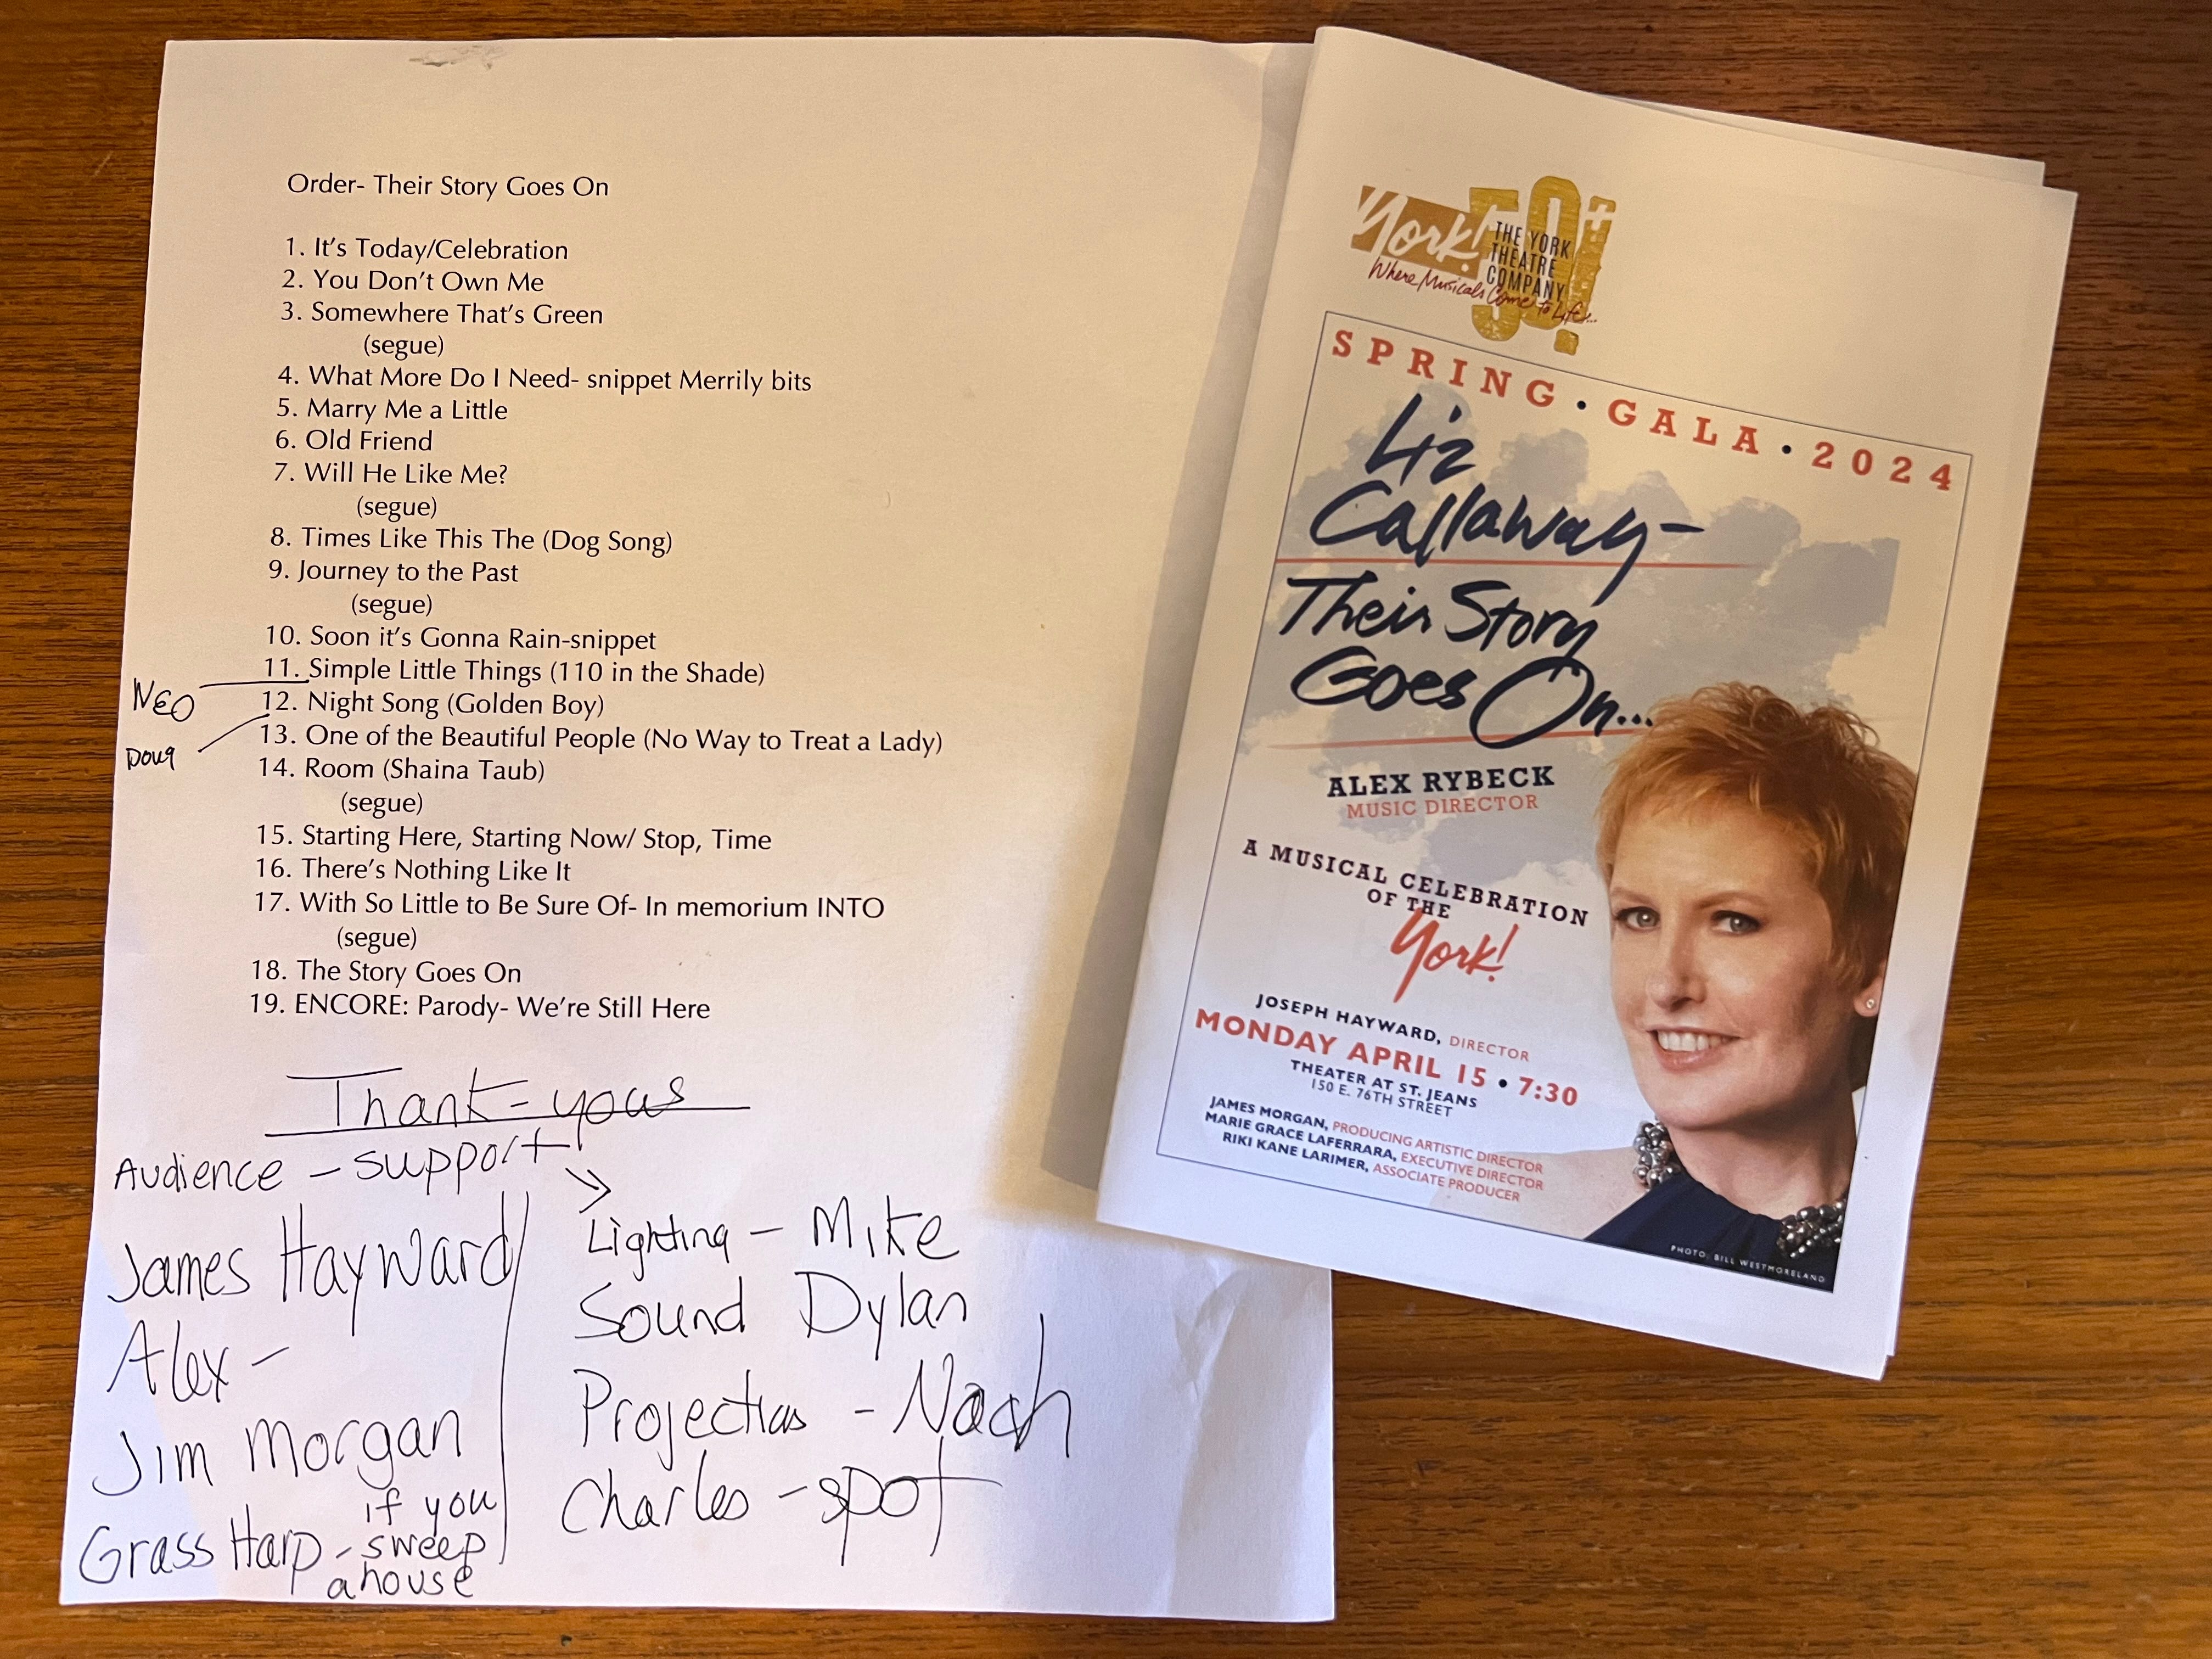 Order- Their Story Goes On
1. It's Today/Celebration
2. You Don't Own Me
3. Somewhere That's Green
(segue)
4. What More Do I Need- snippet Merrily bits
5. Marry Me a Little
6. Old Friend
7. Will He Like Me?
(segue)
8. Times Like This The (Dog Song)
9. Journey to the Past
(segue)
10. Soon it's Gonna Rain-snippet
11. Simple Little Things (110 in the Shade)
NEO
12. Night Song (Golden Boy)
Doug
13. One of the Beautiful People (No Way to Treat a Lady)
14. Room (Shaina Taub)
(segue)
15. Starting Here, Starting Now/ Stop, Time
16. There's Nothing Like It
17. With So Little to Be Sure Of- In memorium INTO
(segue)
18. The Story Goes On
19. ENCORE: Parody- We're Still Here
Thank-yous
Audience - support
James Hayward
Alex -
Jim Morgan
Grass Harp - if you
sweep
a house
Lighting - Mike
Sound Dylan
Projections - Noah
Charles - spot
York!
50+
THE YORK
THEATRE
COMPANY
Where Musicals Come to Life...
SPRING • GALA • 2024
Liz
Callaway-
Their Story
Goes On...
ALEX RYBECK
MUSIC DIRECTOR
A MUSICAL CELEBRATION
OF THE
York!
JOSEPH HAYWARD, DIRECTOR
MONDAY APRIL 15 • 7:30
THEATER AT ST. JEANS
150 E. 76TH STREET
JAMES MORGAN, PRODUCING ARTISTIC DIRECTOR
MARIE GRACE LAFERRARA, EXECUTIVE DIRECTOR
RIKI KANE LARIMER, ASSOCIATE PRODUCER
PHOTO: BILL WESTMORELAND